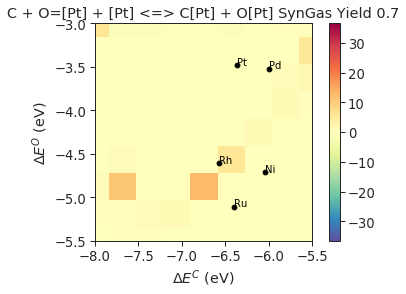 C + O=[Pt] + [Pt] <=> C[Pt] + O[Pt] SynGas Yield 0.7
−3.0
−3.5
−4.0
−4.5
−5.0
−5.5
ΔE^O (eV)
Pt
Pd
Rh
Ni
Ru
−8.0 −7.5 −7.0 −6.5 −6.0 −5.5
ΔE^C (eV)
30
20
10
0
−10
−20
−30